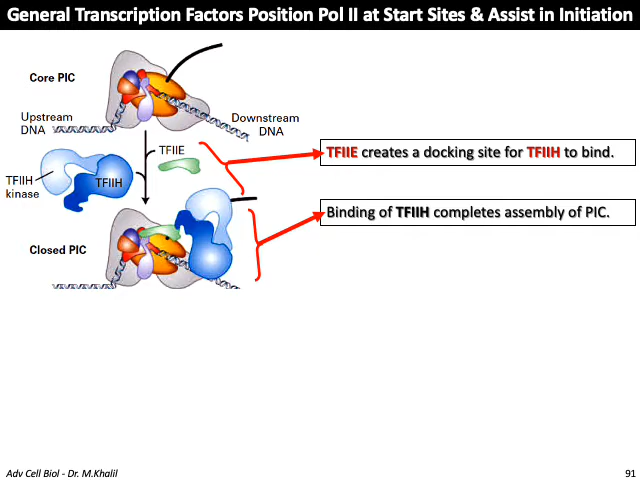 General Transcription Factors Position Pol II at Start Sites & Assist in Initiation
Core PIC
Upstream
DNA
Downstream
DNA
TFIIE
TFIIE creates a docking site for TFIIH to bind.
TFIIH
kinase
TFIIH
Binding of TFIIH completes assembly of PIC.
Closed PIC
Adv Cell Biol - Dr. M.Khalil
91